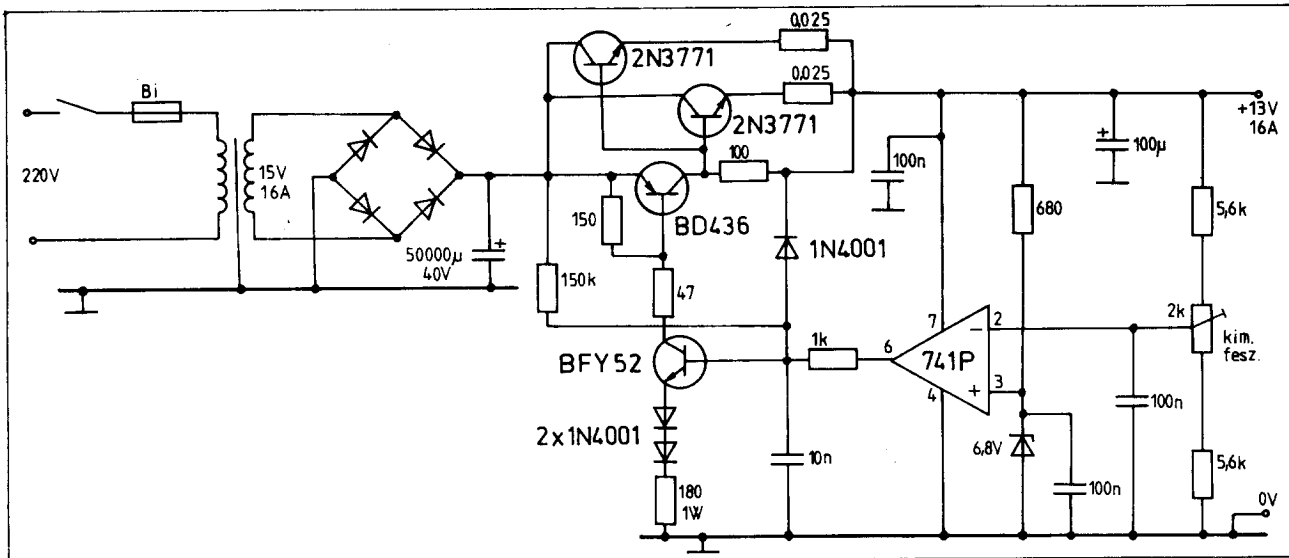 0,025
2N3771
0,025
2N3771
Bi
+13V
16A
220V
15V
16A
100
100n
100µ
150
BD436
680
5,6k
50000µ
40V
+
+
150k
47
1N4001
2k
kim.
fesz.
BFY52
1k
6
7
741P
4
−
2
+
3
100n
2x1N4001
10n
6,8V
100n
5,6k
180
1W
0V